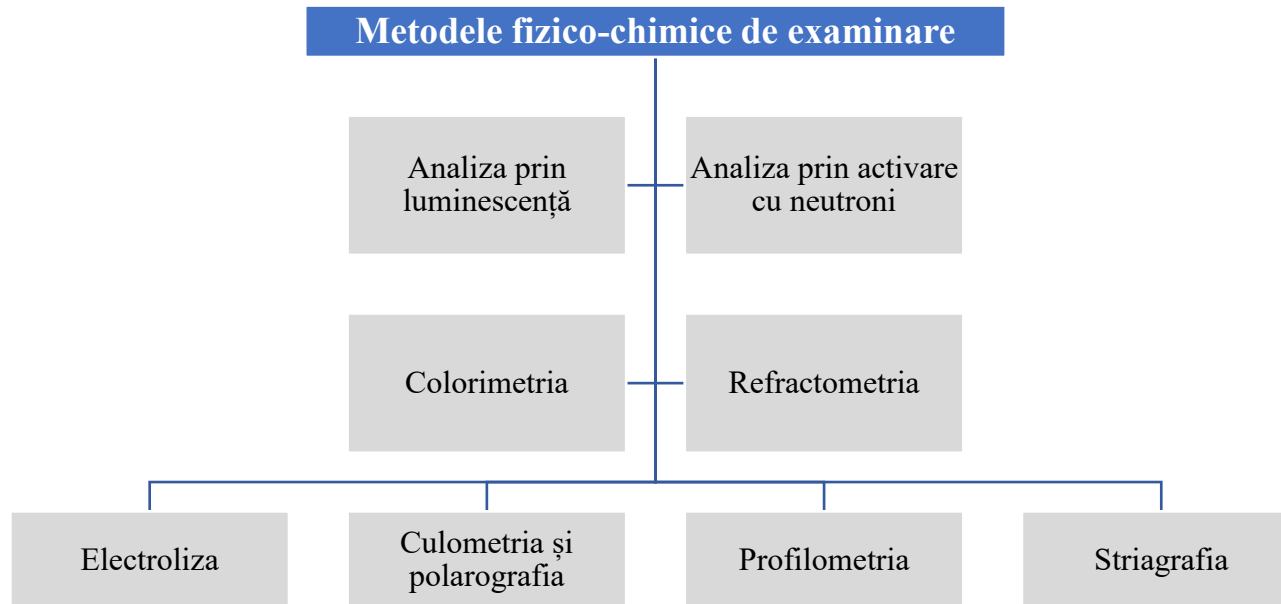 Metodele fizico-chimice de examinare
Analiza prin
luminescență
Analiza prin activare
cu neutroni
Colorimetria
Refractometria
Electroliza
Culometria și
polarografia
Profilometria
Striagrafia